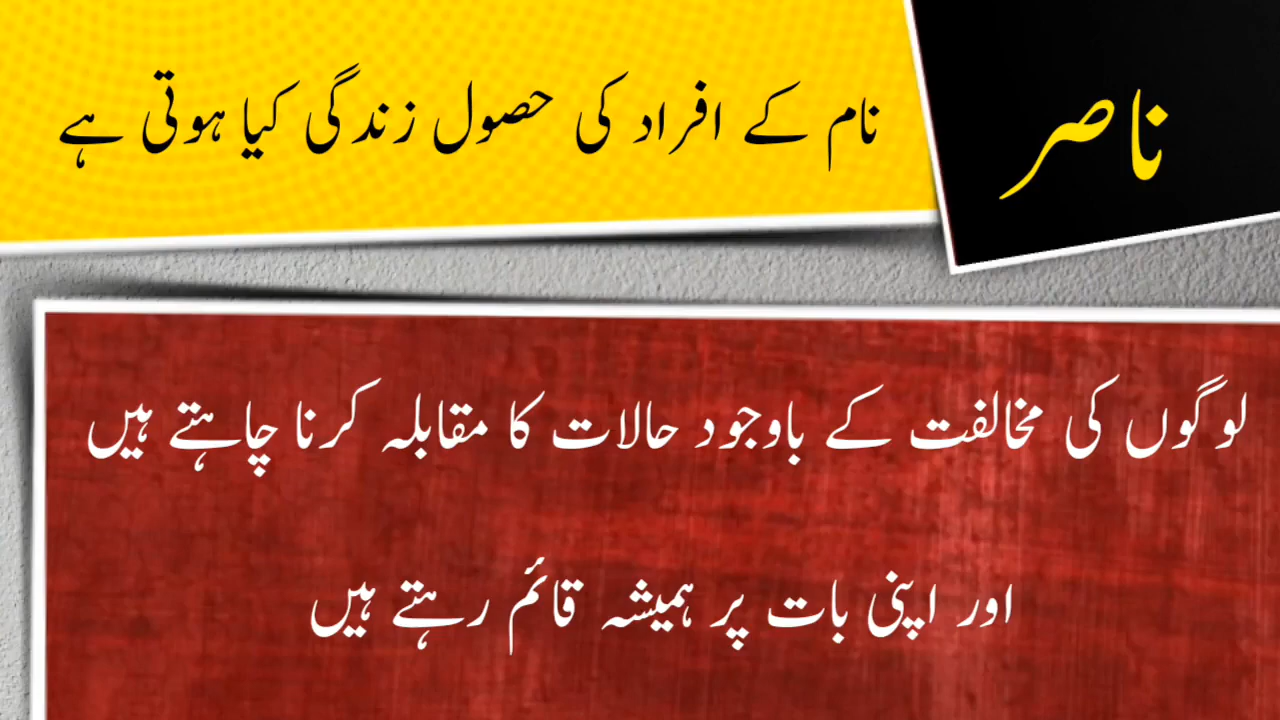 ناصر
نام کے افراد کی حصول زندگی کیا ہوتی ہے
لوگوں کی مخالفت کے باوجود حالات کا مقابلہ کرنا چاہتے ہیں
اور اپنی بات پر ہمیشہ قائم رہتے ہیں